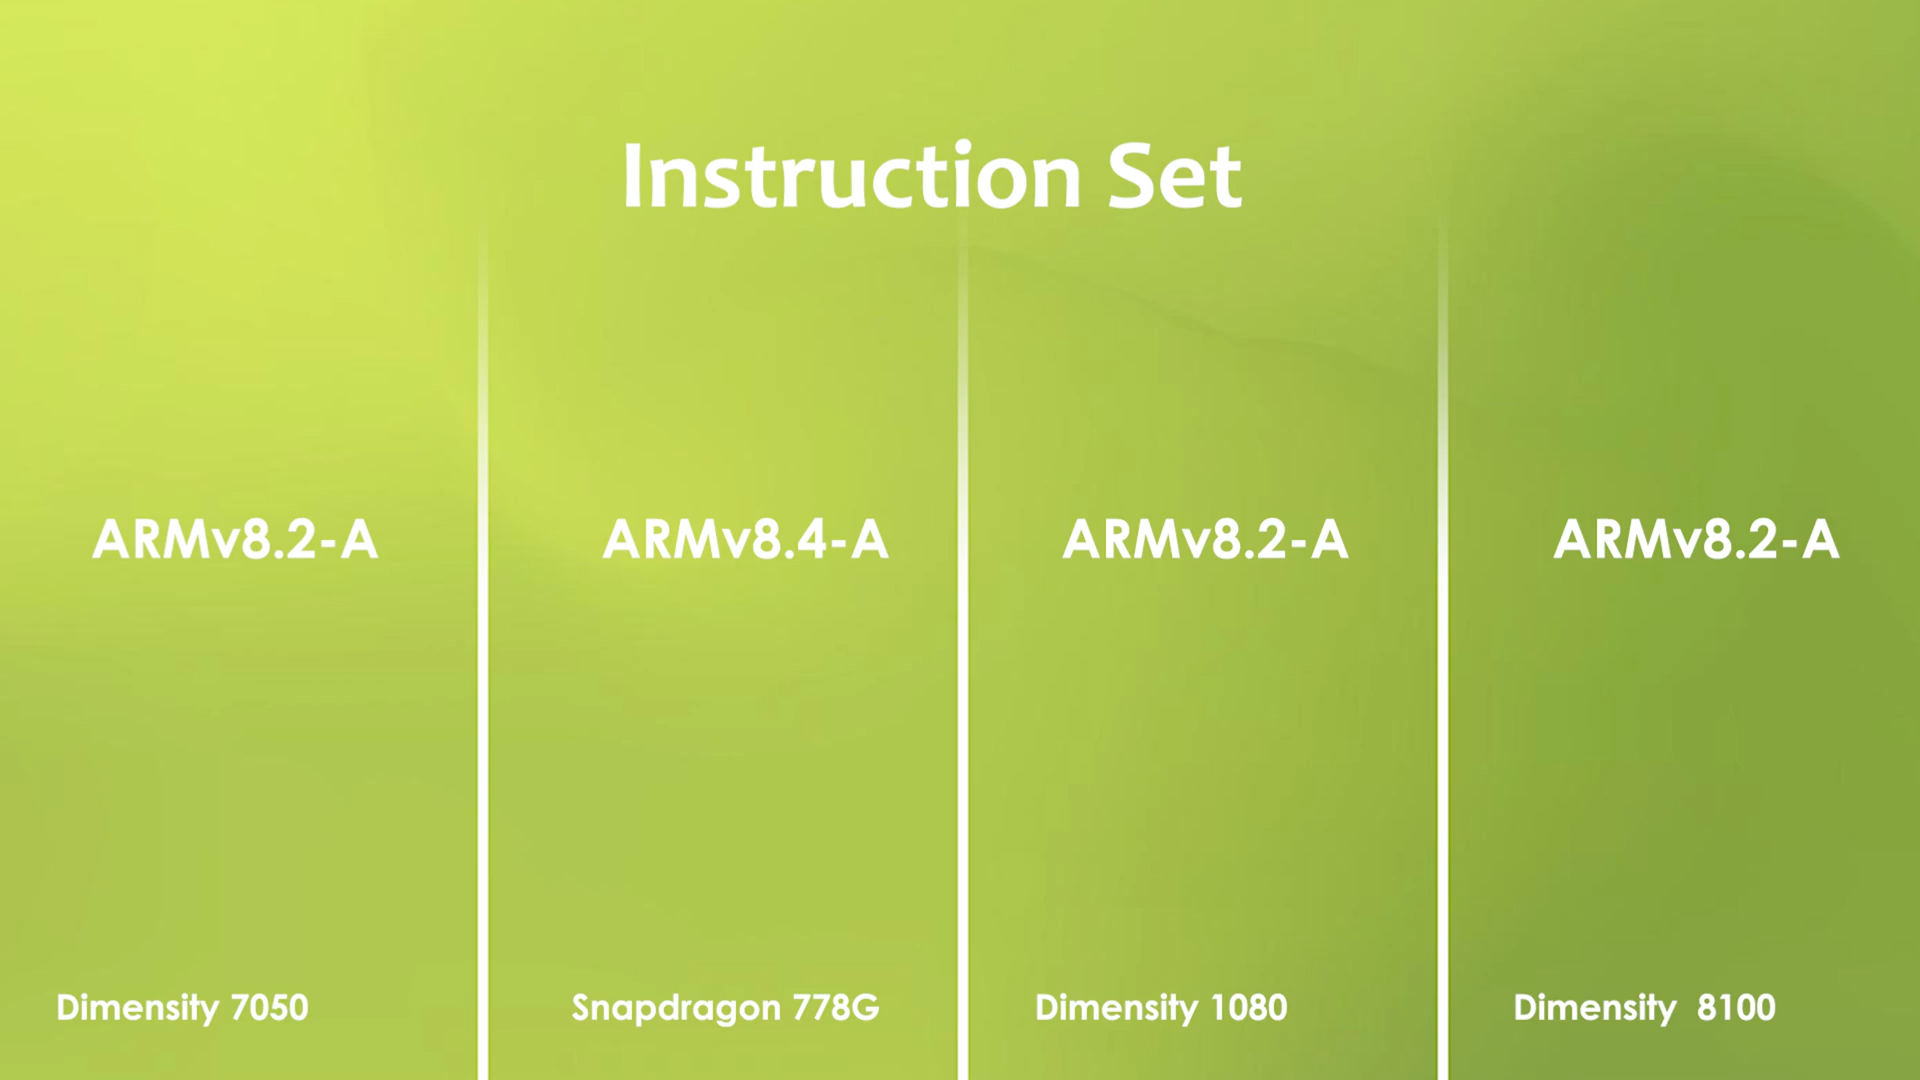 Instruction Set
ARMv8.2-A
ARMv8.4-A
ARMv8.2-A
ARMv8.2-A
Dimensity 7050
Snapdragon 778G
Dimensity 1080
Dimensity 8100